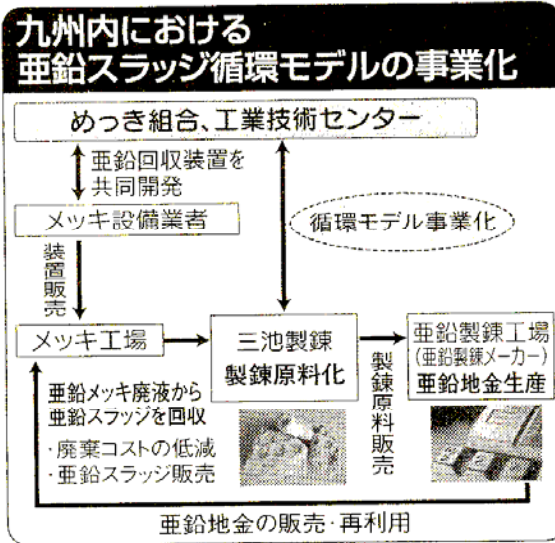 九州内における
亜鉛スラッジ循環モデルの事業化
めっき組合、工業技術センター
亜鉛回収装置を
共同開発
メッキ設備業者
循環モデル事業化
装置販売
メッキ工場
三池製錬
製錬原料化
製錬原料販売
亜鉛製錬工場
(亜鉛製錬メーカー)
亜鉛地金生産
亜鉛メッキ廃液から
亜鉛スラッジを回収
・廃棄コストの低減
・亜鉛スラッジ販売
亜鉛地金の販売・再利用